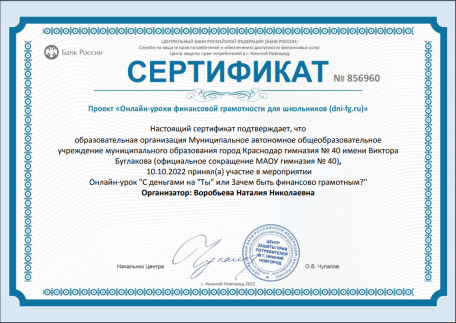 ЦЕНТРАЛЬНЫЙ БАНК РОССИЙСКОЙ ФЕДЕРАЦИИ (БАНК РОССИИ)
Служба по защите прав потребителей и обеспечению доступности финансовых услуг
Центр защиты прав потребителей в г. Нижний Новгород
Банк России
СЕРТИФИКАТ № 856960
Проект «Онлайн-уроки финансовой грамотности для школьников (dni-fg.ru)»
Настоящий сертификат подтверждает, что
образовательная организация Муниципальное автономное общеобразовательное
учреждение муниципального образования город Краснодар гимназия № 40 имени Виктора
Буглакова (официальное сокращение МАОУ гимназия № 40),
10.10.2022 принял(а) участие в мероприятии
Онлайн-урок "С деньгами на "Ты" или Зачем быть финансово грамотным?"
Организатор: Воробьева Наталия Николаевна
ЦЕНТР
ЗАЩИТЫ ПРАВ
ПОТРЕБИТЕЛЕЙ
В Г. НИЖНИЙ
НОВГОРОД
Начальник Центра
О.В. Чупалов
г. Нижний Новгород 2022